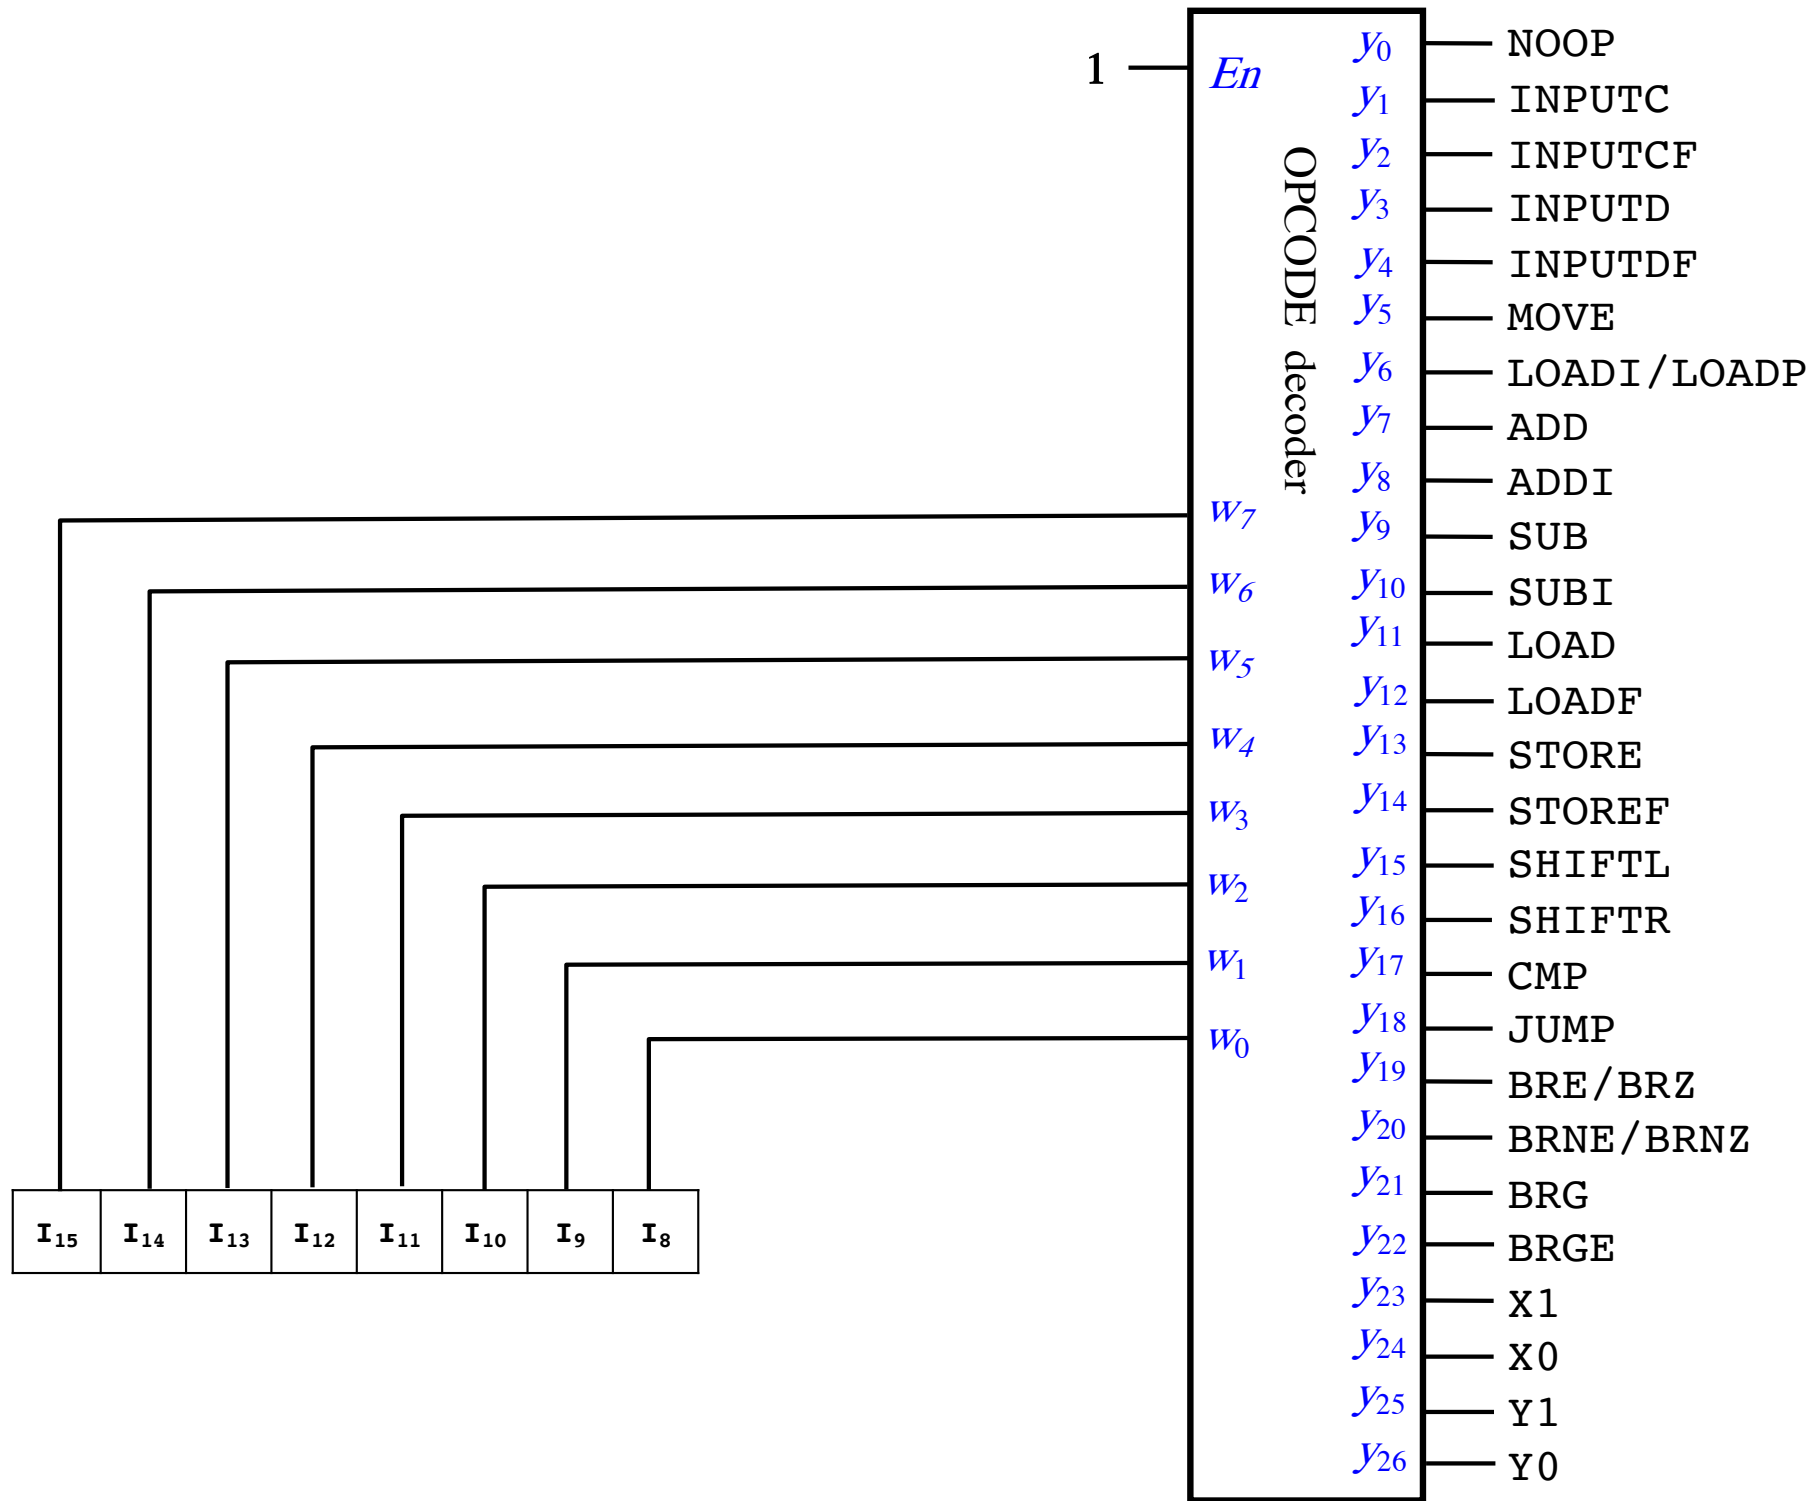 1
En
OPCODE decoder
y0 NOOP
y1 INPUTC
y2 INPUTCF
y3 INPUTD
y4 INPUTDF
y5 MOVE
y6 LOADI/LOADP
y7 ADD
y8 ADDI
y9 SUB
y10 SUBI
y11 LOAD
y12 LOADF
y13 STORE
y14 STOREF
y15 SHIFTL
y16 SHIFTR
y17 CMP
y18 JUMP
y19 BRE/BRZ
y20 BRNE/BRNZ
y21 BRG
y22 BRGE
y23 X1
y24 X0
y25 Y1
y26 Y0
w7
w6
w5
w4
w3
w2
w1
w0
I15 I14 I13 I12 I11 I10 I9 I8